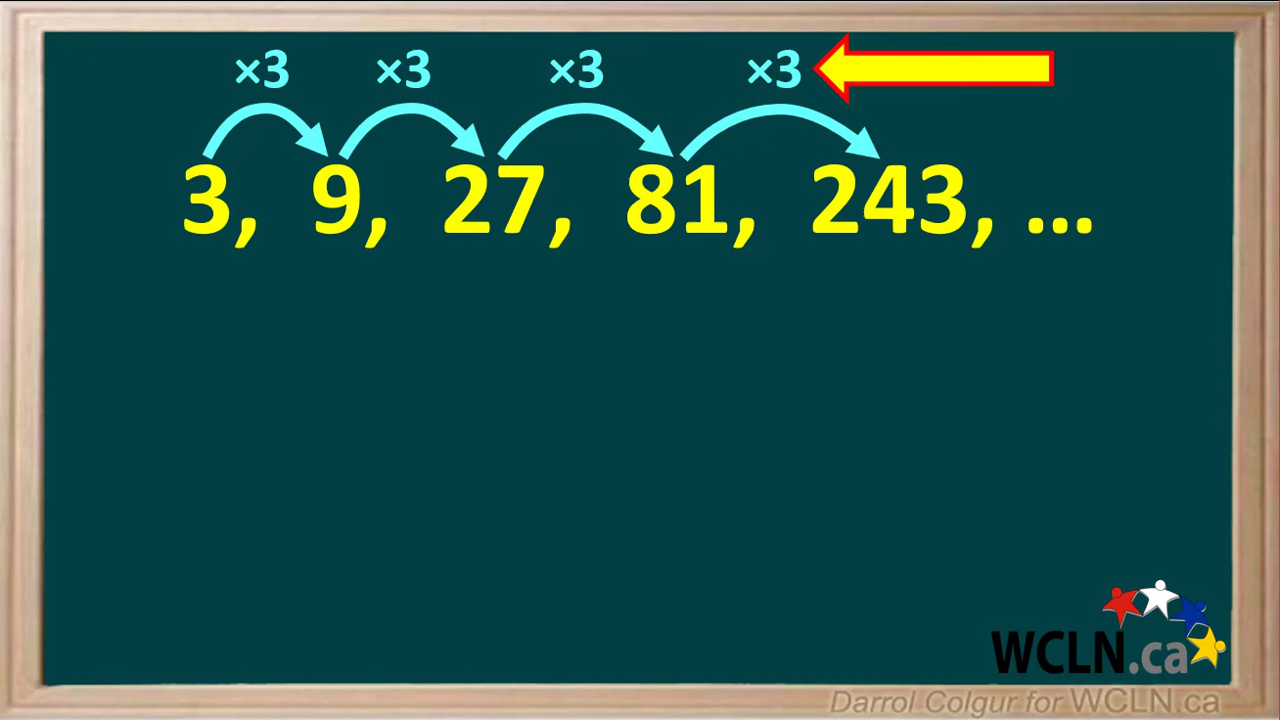 ×3 ×3 ×3 ×3
3, 9, 27, 81, 243, ...
WCLN.ca
Darrol Colgur for WCLN.ca